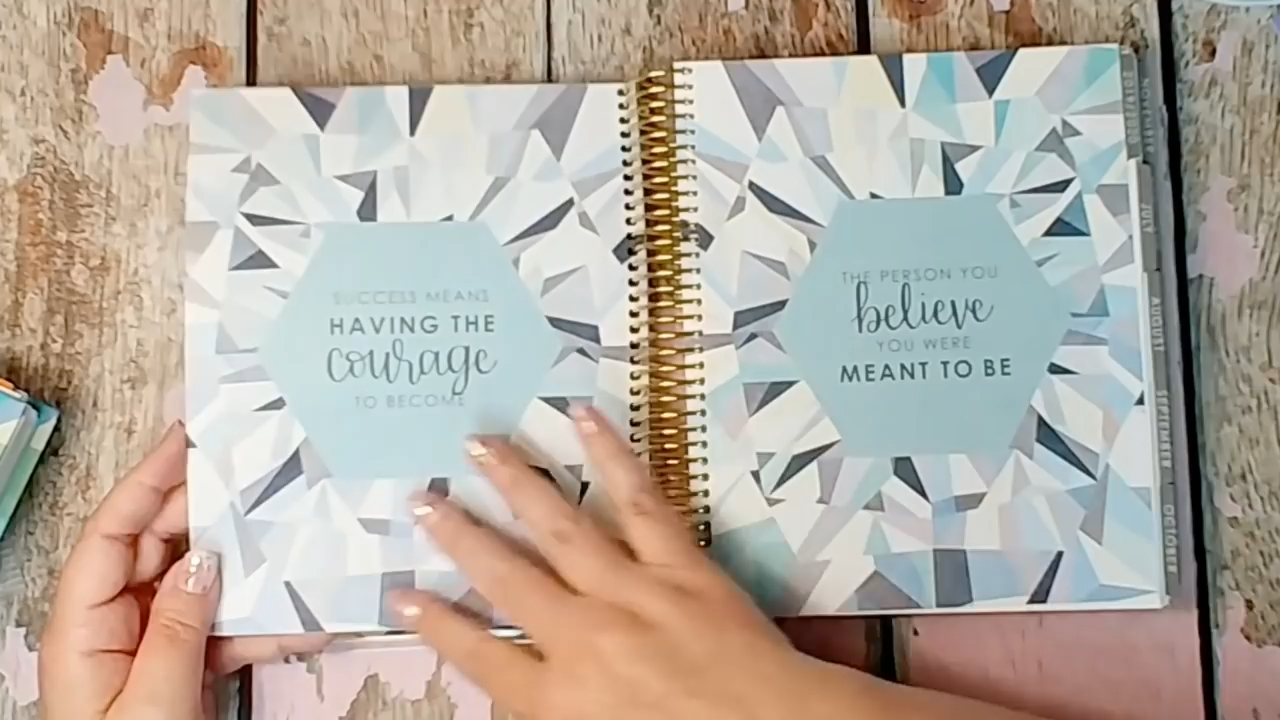 SUCCESS MEANS
HAVING THE
courage
TO BECOME
THE PERSON YOU
believe
YOU WERE
MEANT TO BE
JULY
AUGUST
SEPTEMBER
OCTOBER